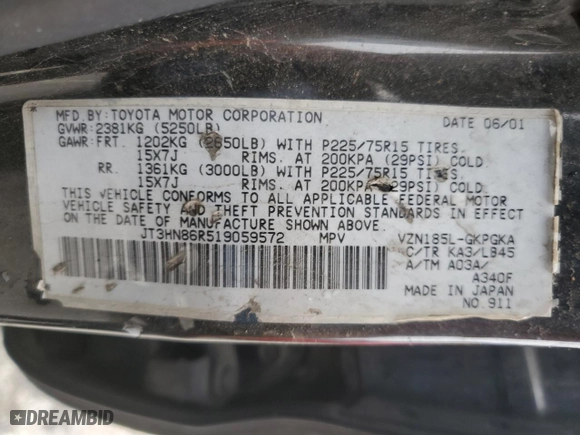 MFD.BY:TOYOTA MOTOR CORPORATION DATE 06/01
GVWR:2381KG (5250LB)
GAWR:FRT. 1202KG (2650LB) WITH P225/75R15 TIRES
15X7J RIMS. AT 200KPA (29PSI) COLD.
RR. 1361KG (3000LB) WITH P225/75R15 TIRES
15X7J RIMS. AT 200KPA (29PSI) COLD.
THIS VEHICLE CONFORMS TO ALL APPLICABLE FEDERAL MOTOR
VEHICLE SAFETY AND THEFT PREVENTION STANDARDS IN EFFECT
ON THE DATE OF MANUFACTURE SHOWN ABOVE.
JT3HN86R519059572 MPV VZN185L-GKPGKA
C/TR KA3/LB45
A/TM A03A/
A340F
MADE IN JAPAN
NO.911
DREAMBID